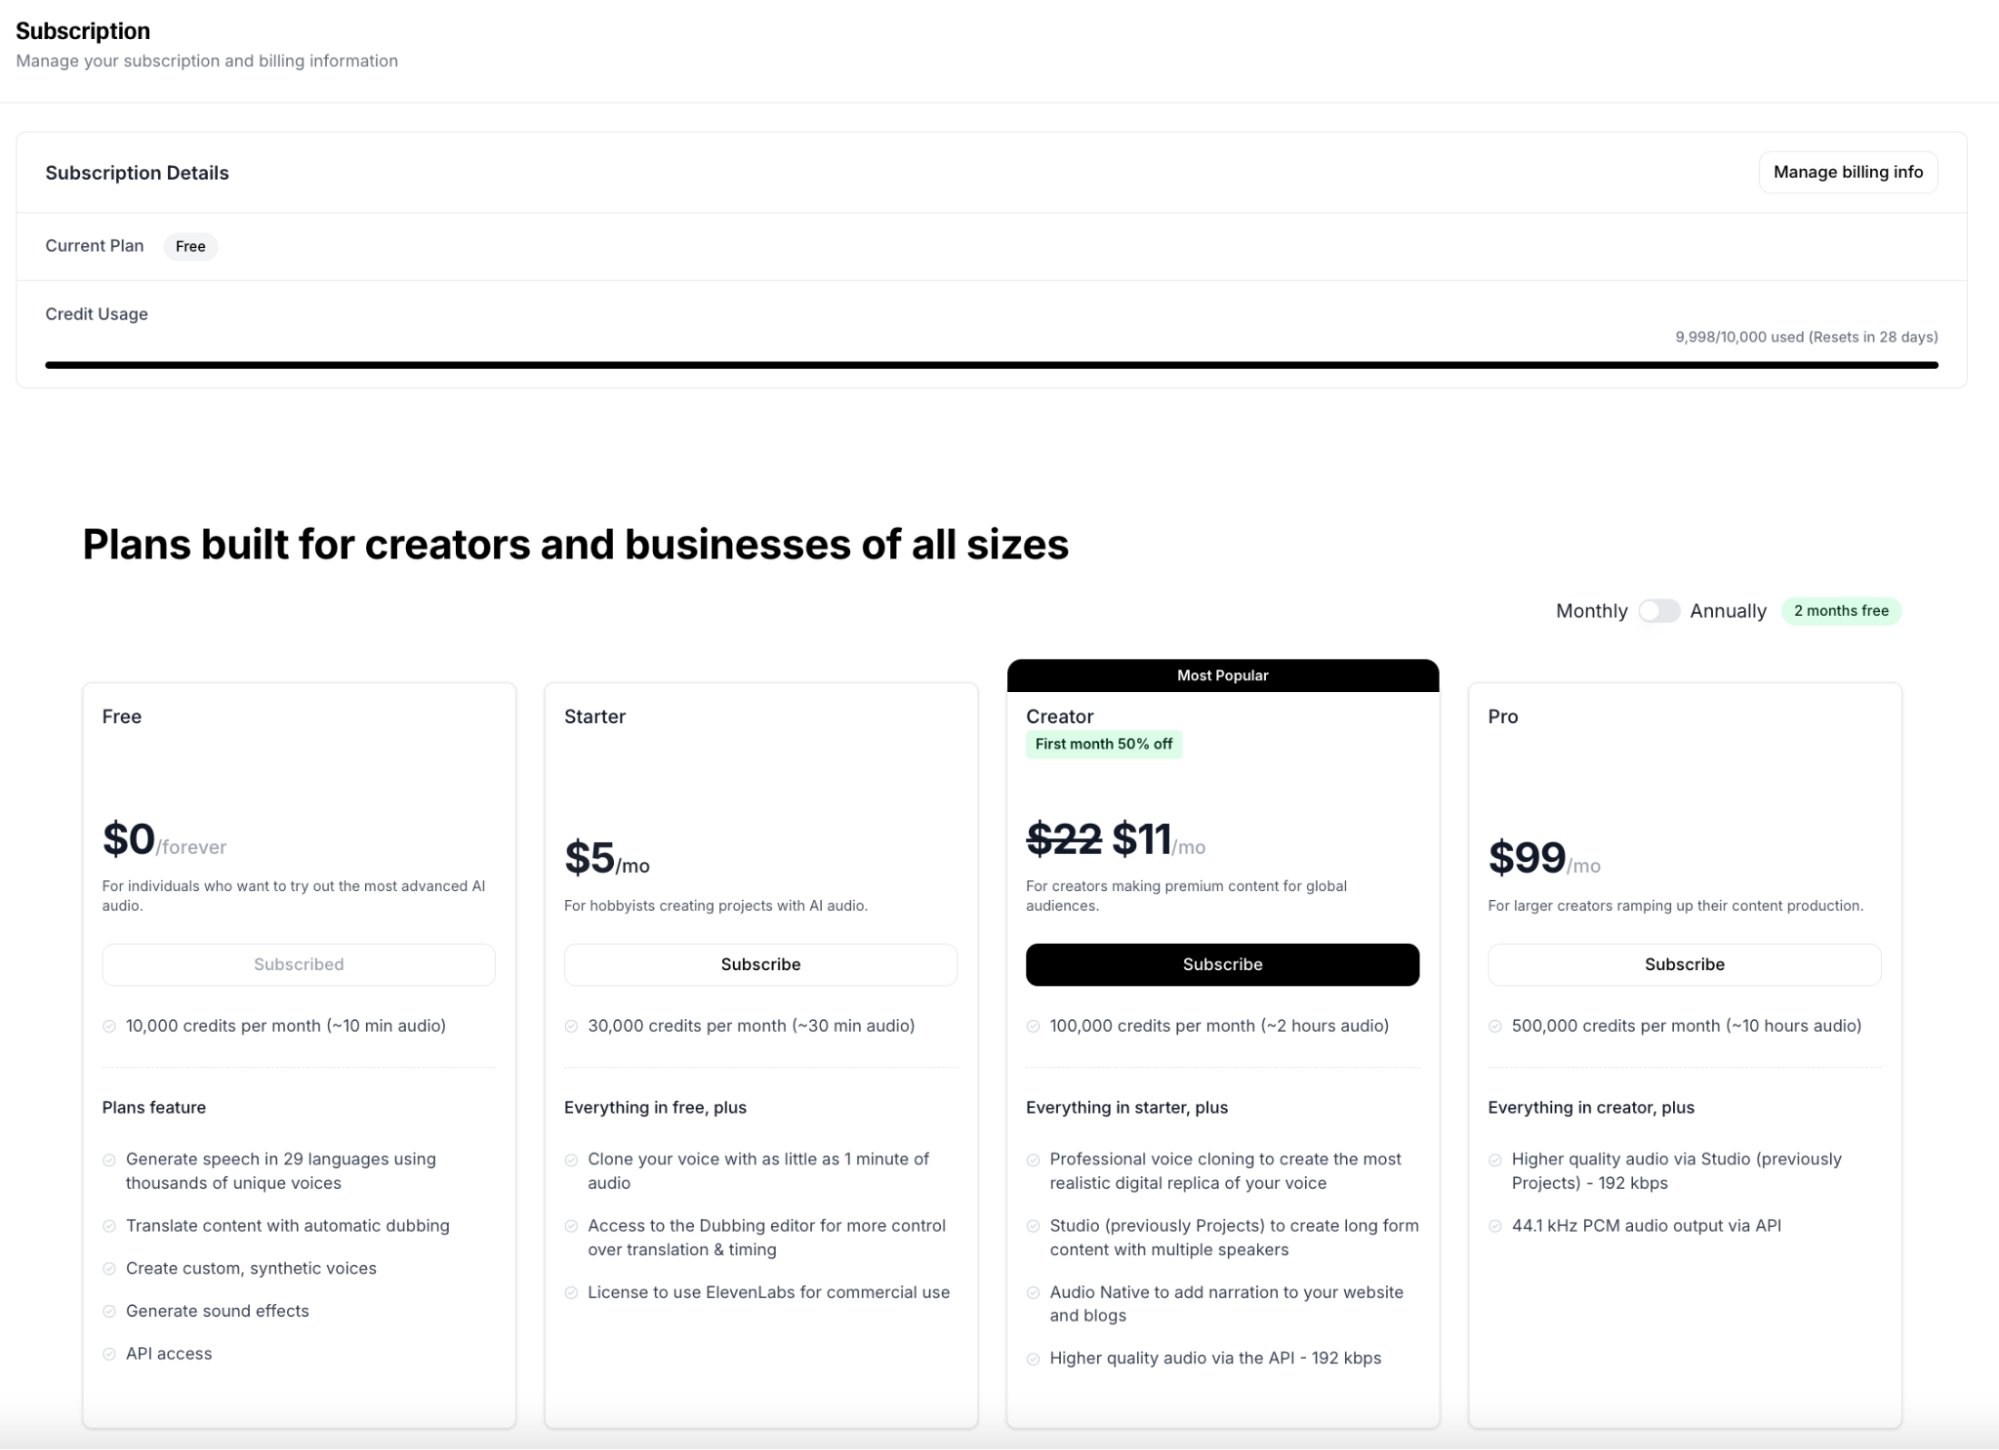 Subscription
Manage your subscription and billing information
Subscription Details
Manage billing info
Current Plan Free
Credit Usage
9,998/10,000 used (Resets in 28 days)
Plans built for creators and businesses of all sizes
Monthly Annually 2 months free
Free
$0/forever
For individuals who want to try out the most advanced AI
audio.
Subscribed
10,000 credits per month (~10 min audio)
Plans feature
Generate speech in 29 languages using
thousands of unique voices
Translate content with automatic dubbing
Create custom, synthetic voices
Generate sound effects
API access
Starter
$5/mo
For hobbyists creating projects with AI audio.
Subscribe
30,000 credits per month (~30 min audio)
Everything in free, plus
Clone your voice with as little as 1 minute of
audio
Access to the Dubbing editor for more control
over translation & timing
License to use ElevenLabs for commercial use
Most Popular
Creator
First month 50% off
$22 $11/mo
For creators making premium content for global
audiences.
Subscribe
100,000 credits per month (~2 hours audio)
Everything in starter, plus
Professional voice cloning to create the most
realistic digital replica of your voice
Studio (previously Projects) to create long form
content with multiple speakers
Audio Native to add narration to your website
and blogs
Higher quality audio via the API - 192 kbps
Pro
$99/mo
For larger creators ramping up their content production.
Subscribe
500,000 credits per month (~10 hours audio)
Everything in creator, plus
Higher quality audio via Studio (previously
Projects) - 192 kbps
44.1 kHz PCM audio output via API